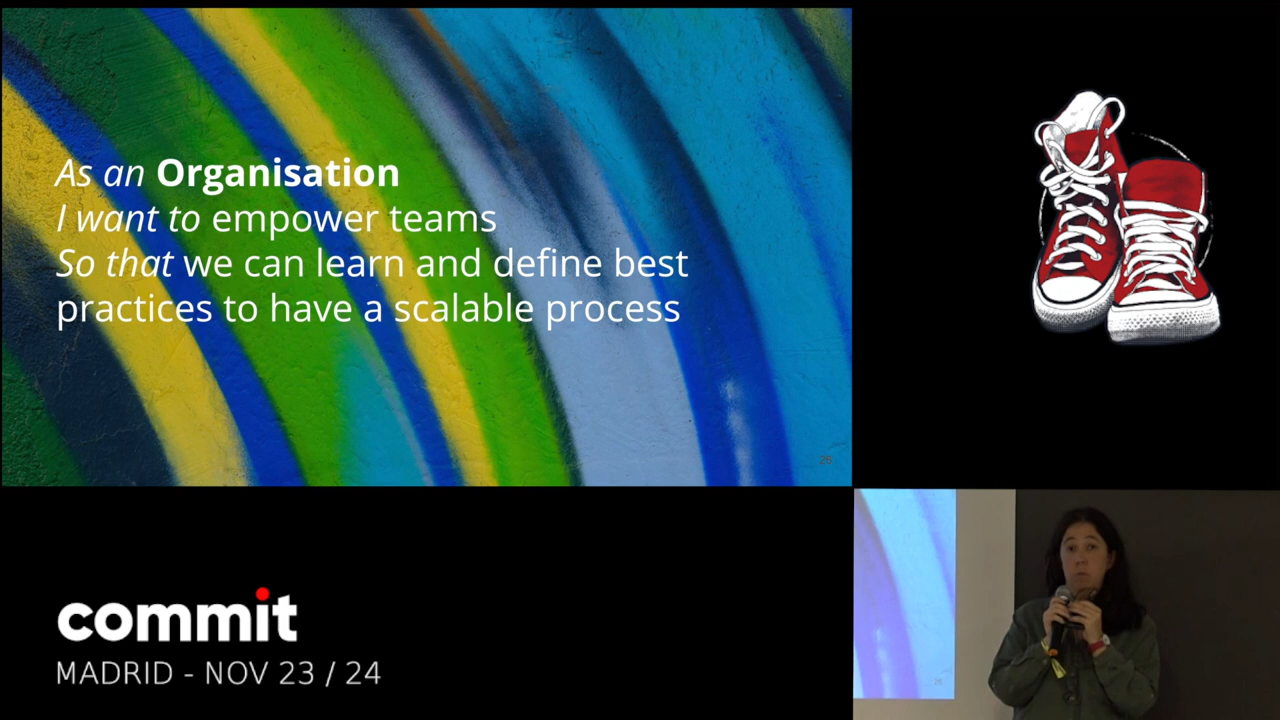 As an Organisation
I want to empower teams
So that we can learn and define best
practices to have a scalable process
26
commit
MADRID - NOV 23 / 24